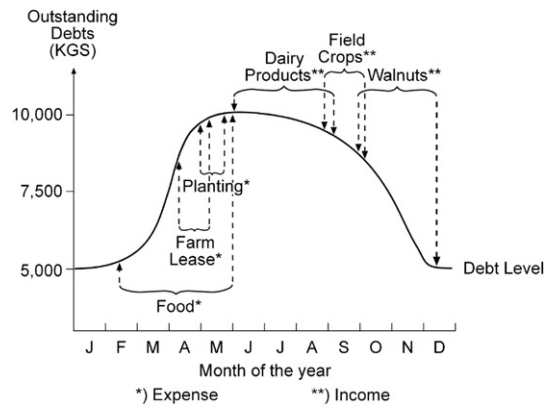 Outstanding
Debts
(KGS)
Field
Crops**
Dairy
Products**
Walnuts**
10,000
7,500
5,000
Planting*
Farm
Lease*
Food*
Debt Level
J F M A M J J A S O N D
Month of the year
*) Expense **) Income